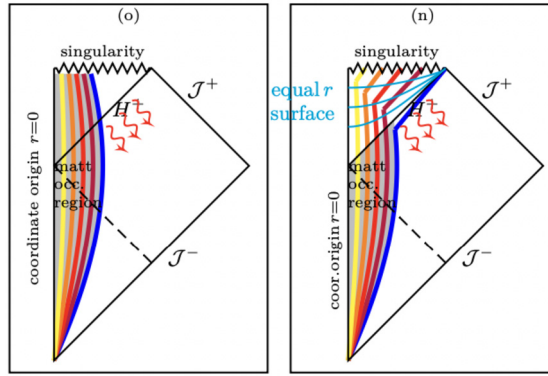 (o)
singularity
J+
H+
matt
occ.
region
coordinate origin r=0
J−
(n)
singularity
J+
equal r
surface
H+
matt
occ.
region
coor.origin r=0
J−